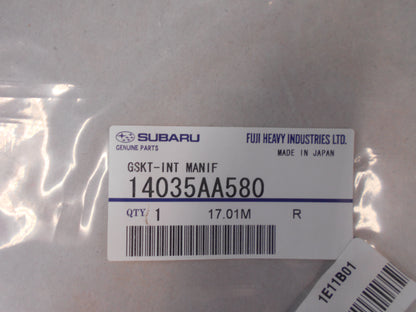 SUBARU FUJI HEAVY INDUSTRIES LTD.
GENUINE PARTS MADE IN JAPAN
GSKT-INT MANIF
14035AA580
QTY 1 17.01M R
1E11B01